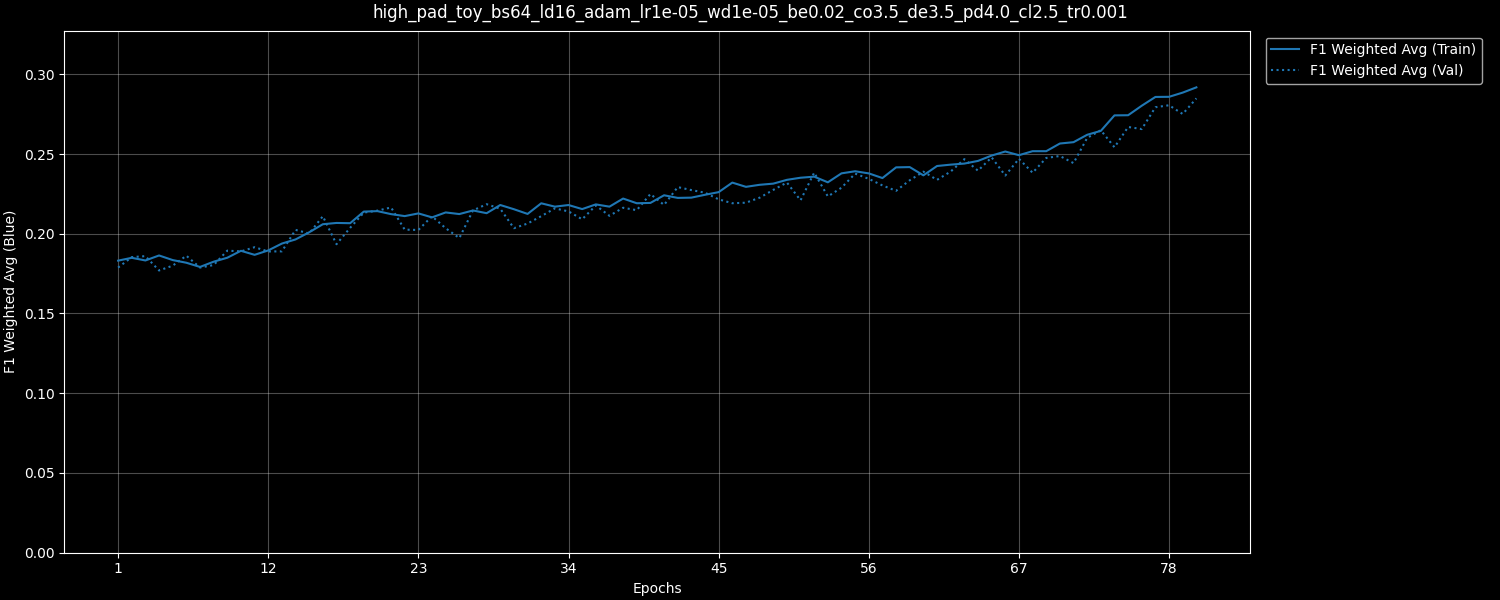 high_pad_toy_bs64_ld16_adam_lr1e-05_wd1e-05_be0.02_co3.5_de3.5_pd4.0_cl2.5_tr0.001
F1 Weighted Avg (Train)
F1 Weighted Avg (Val)
F1 Weighted Avg (Blue)
0.30
0.25
0.20
0.15
0.10
0.05
0.00
1 12 23 34 45 56 67 78
Epochs